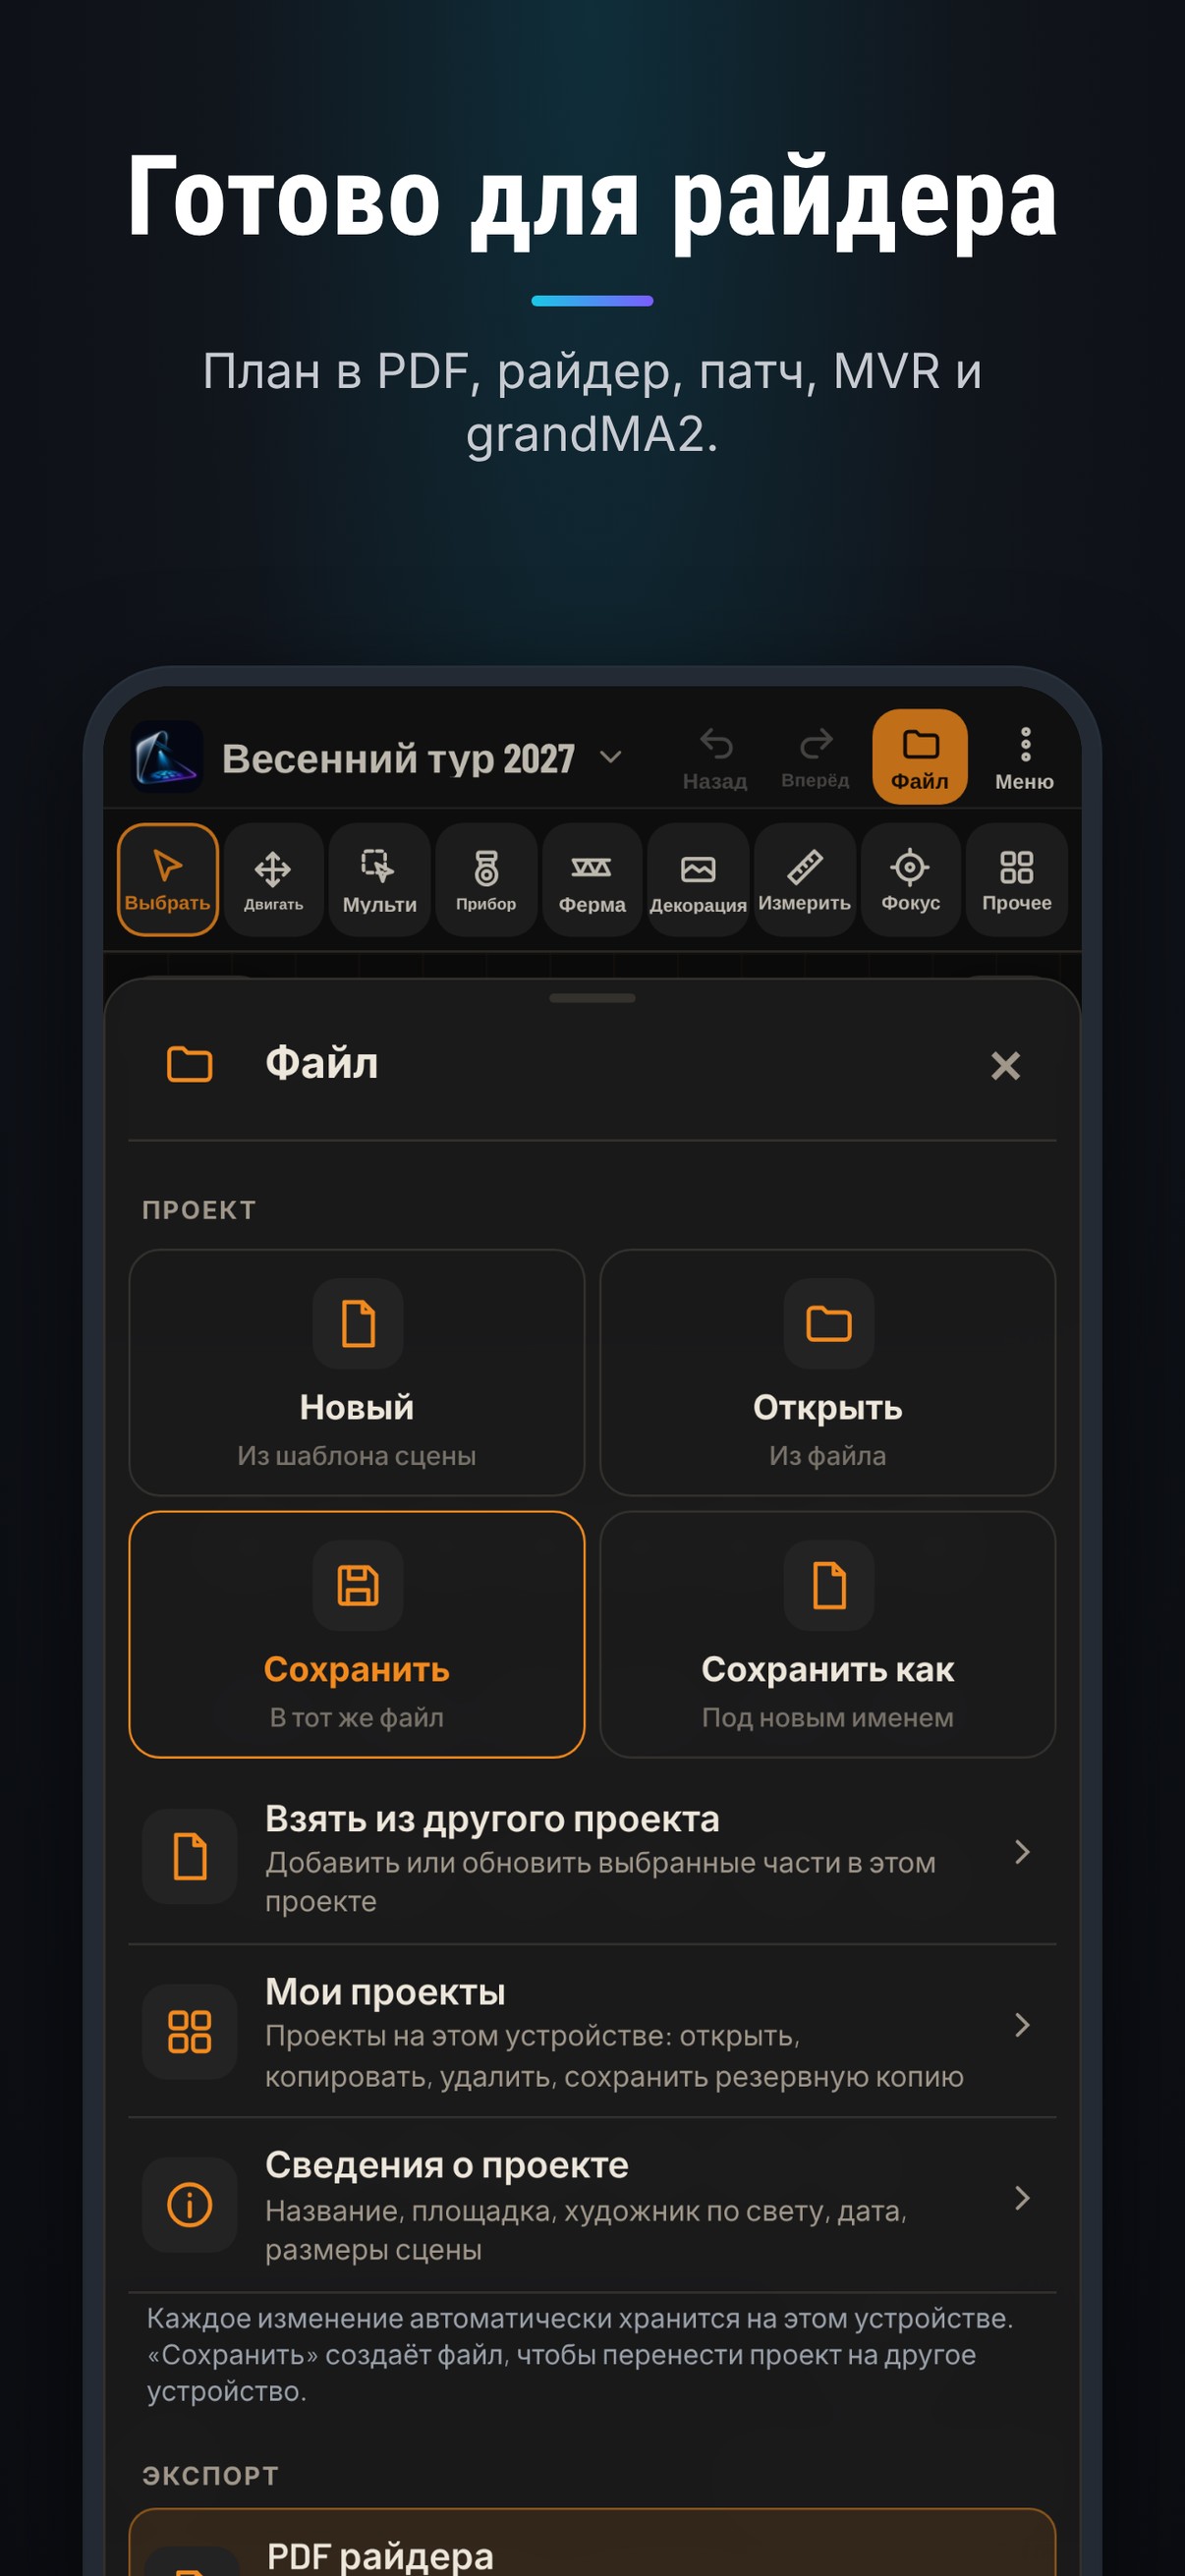 Готово для райдера
План в PDF, райдер, патч, MVR и
grandMA2.
Весенний тур 2027
Назад
Вперёд
Файл
Меню
Выбрать
Двигать
Мульти
Прибор
Ферма
Декорация
Измерить
Фокус
Прочее
Файл
ПРОЕКТ
Новый
Из шаблона сцены
Открыть
Из файла
Сохранить
В тот же файл
Сохранить как
Под новым именем
Взять из другого проекта
Добавить или обновить выбранные части в этом
проекте
Мои проекты
Проекты на этом устройстве: открыть,
копировать, удалить, сохранить резервную копию
Сведения о проекте
Название, площадка, художник по свету, дата,
размеры сцены
Каждое изменение автоматически хранится на этом устройстве.
«Сохранить» создаёт файл, чтобы перенести проект на другое
устройство.
ЭКСПОРТ
PDF райдера